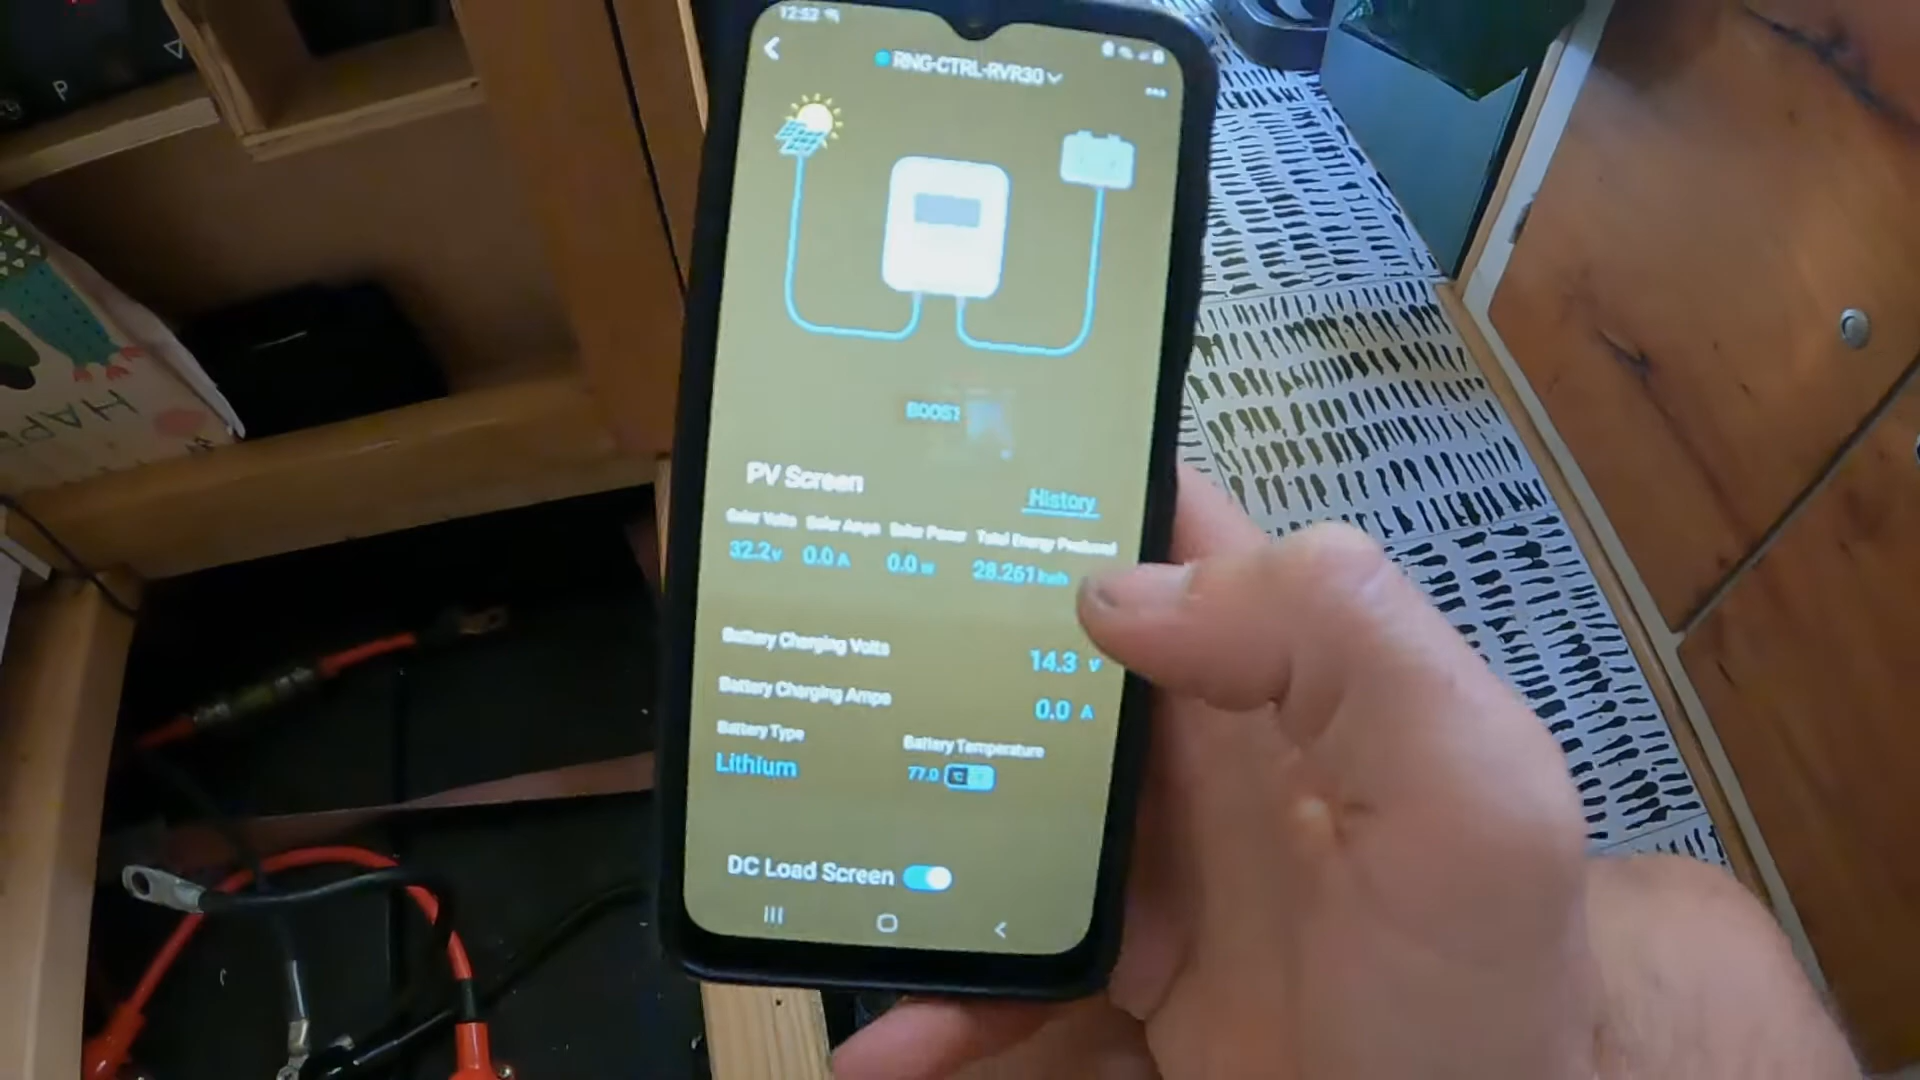 P
12:52
RNG-CTRL-RVR30
BOOST
PV Screen
History
Solar Volts Solar Amps Solar Power Total Energy Produced
32.2v 0.0 A 0.0 w 28.261kwh
Battery Charging Volts
14.3 v
Battery Charging Amps
0.0 A
Battery Type
Battery Temperature
Lithium
77.0
DC Load Screen
HAP